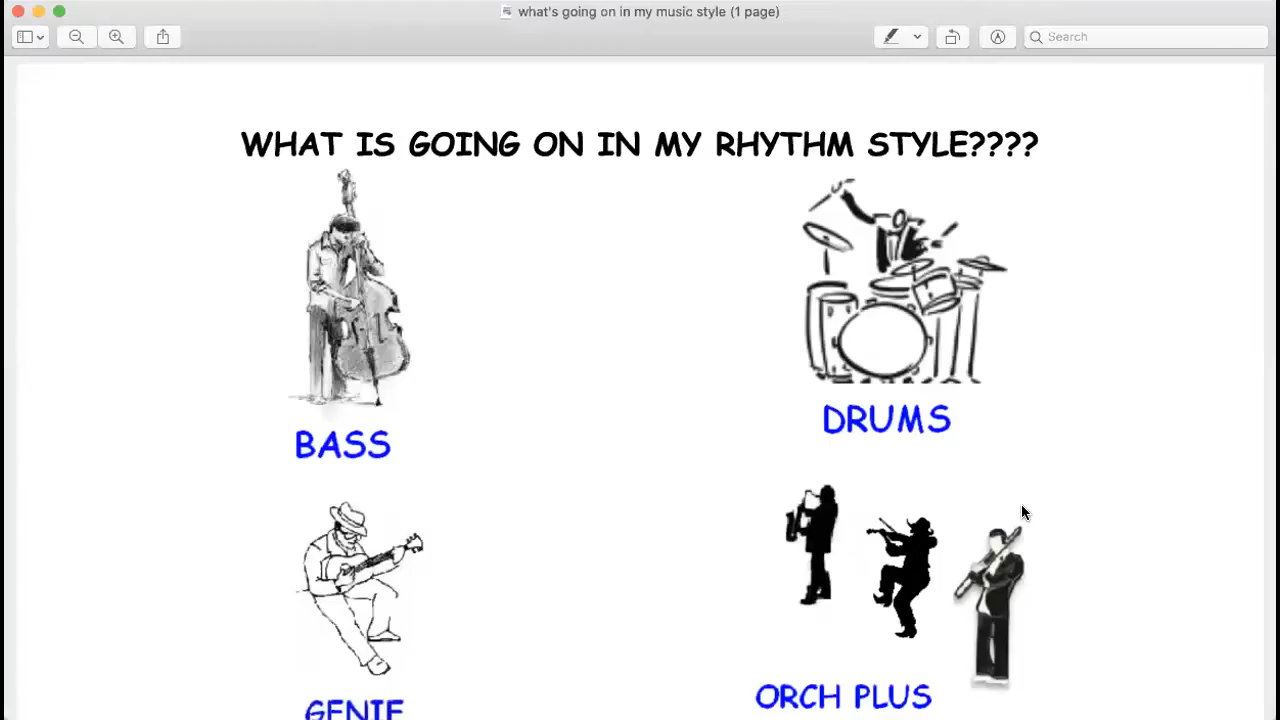 what's going on in my music style (1 page)
Search
WHAT IS GOING ON IN MY RHYTHM STYLE????
BASS
DRUMS
GENIE
ORCH PLUS